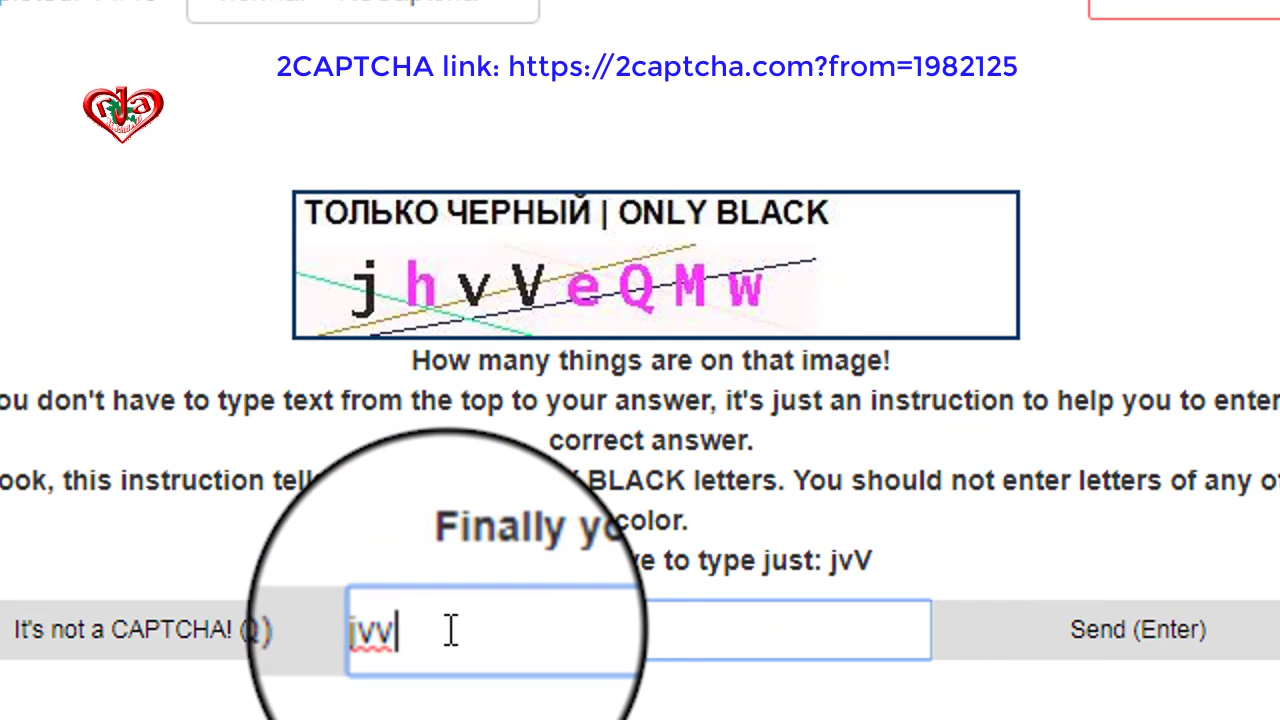 2CAPTCHA link: https://2captcha.com?from=1982125
ТОЛЬКО ЧЕРНЫЙ | ONLY BLACK
j h v V e Q M w
How many things are on that image!
ou don't have to type text from the top to your answer, it's just an instruction to help you to enter
correct answer.
ook, this instruction tell BLACK letters. You should not enter letters of any of
color.
Finally yo
ve to type just: jvV
It's not a CAPTCHA! (Q)
jvv
Send (Enter)